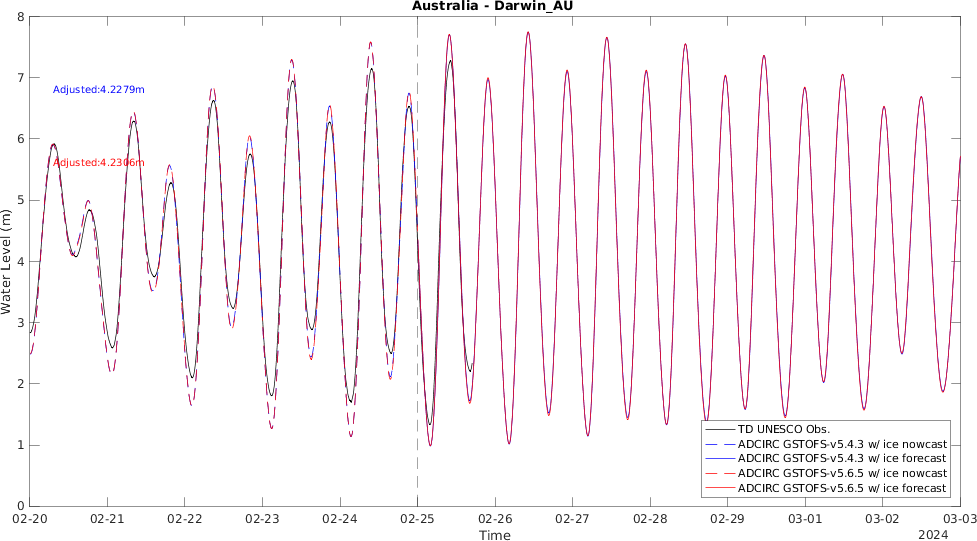 Australia - Darwin_AU
8
7
6
5
4
3
2
1
0
Water Level (m)
Adjusted:4.2279m
Adjusted:4.2306m
TD UNESCO Obs.
ADCIRC GSTOFS-v5.4.3 w/ ice nowcast
ADCIRC GSTOFS-v5.4.3 w/ ice forecast
ADCIRC GSTOFS-v5.6.5 w/ ice nowcast
ADCIRC GSTOFS-v5.6.5 w/ ice forecast
02-20 02-21 02-22 02-23 02-24 02-25 02-26 02-27 02-28 02-29 03-01 03-02 03-03
Time
2024